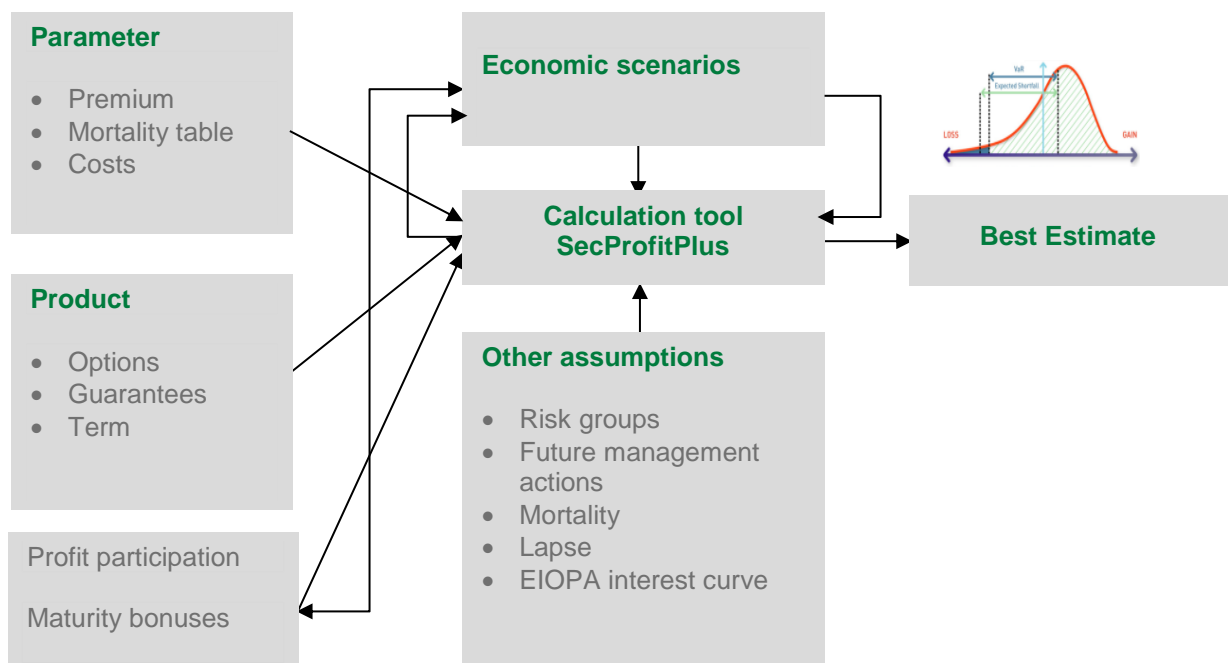 Parameter
• Premium
• Mortality table
• Costs
Product
• Options
• Guarantees
• Term
Profit participation
Maturity bonuses
Economic scenarios
Calculation tool
SecProfitPlus
Other assumptions
• Risk groups
• Future management
actions
• Mortality
• Lapse
• EIOPA interest curve
VaR
Expected Shortfall
LOSS
GAIN
Best Estimate